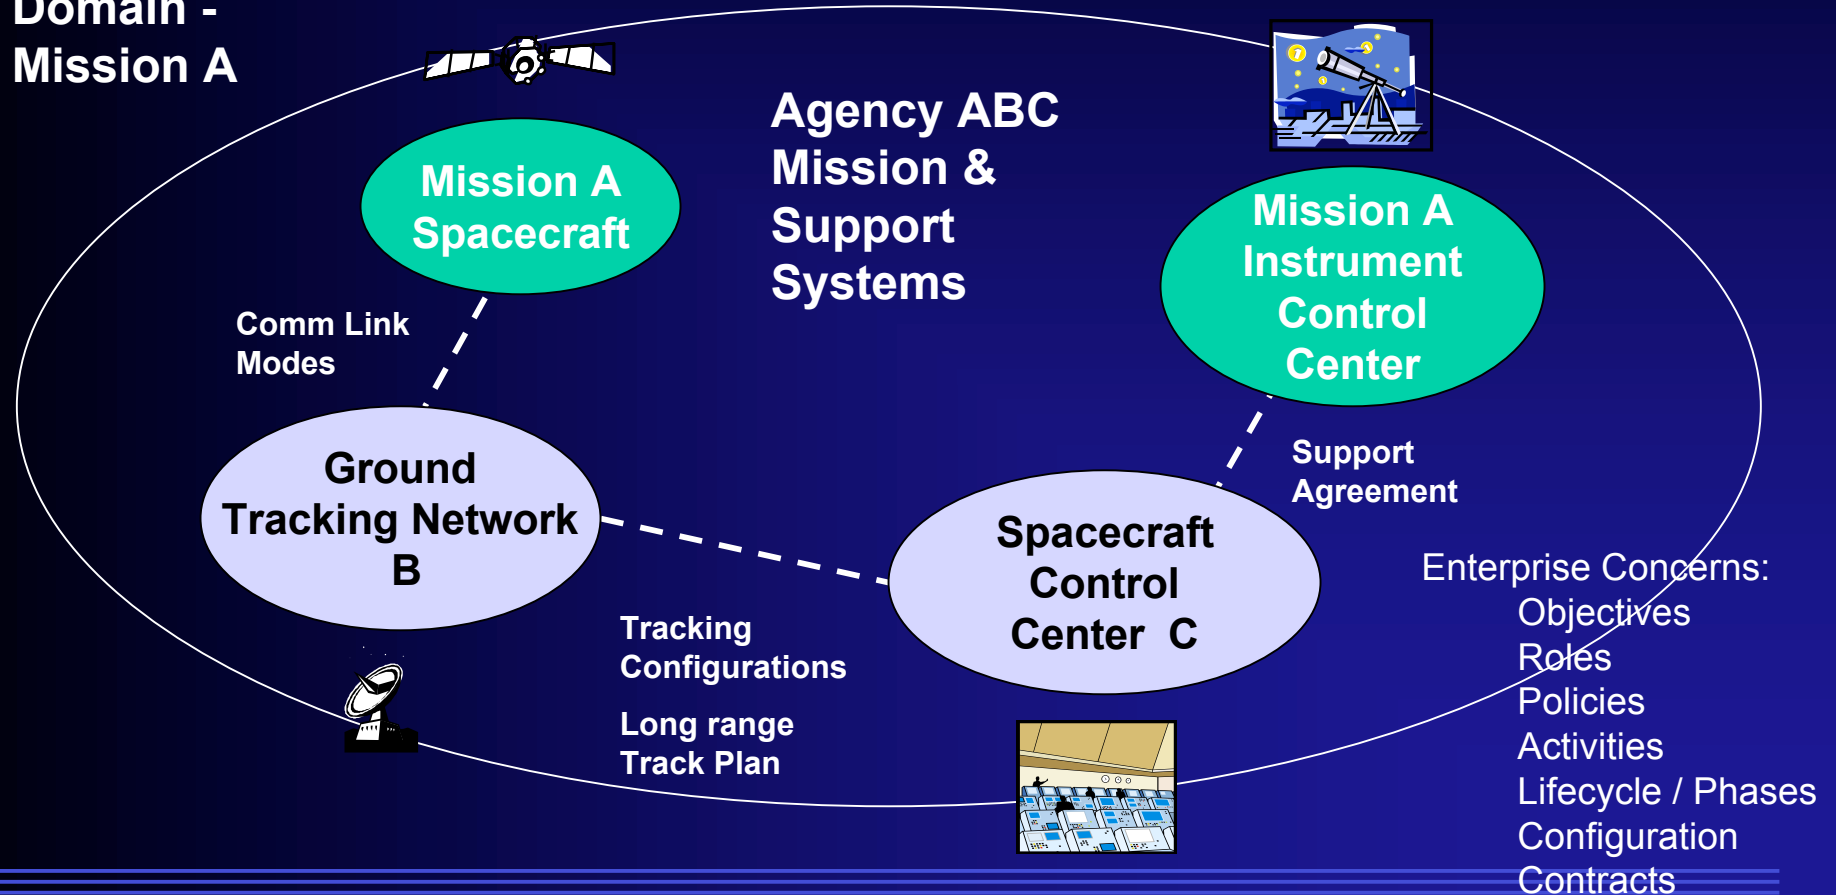 Domain -
Mission A
Agency ABC
Mission &
Support
Systems
Mission A
Spacecraft
Mission A
Instrument
Control
Center
Comm Link
Modes
Ground
Tracking Network
B
Support
Agreement
Spacecraft
Control
Center C
Tracking
Configurations
Long range
Track Plan
Enterprise Concerns:
Objectives
Roles
Policies
Activities
Lifecycle / Phases
Configuration
Contracts